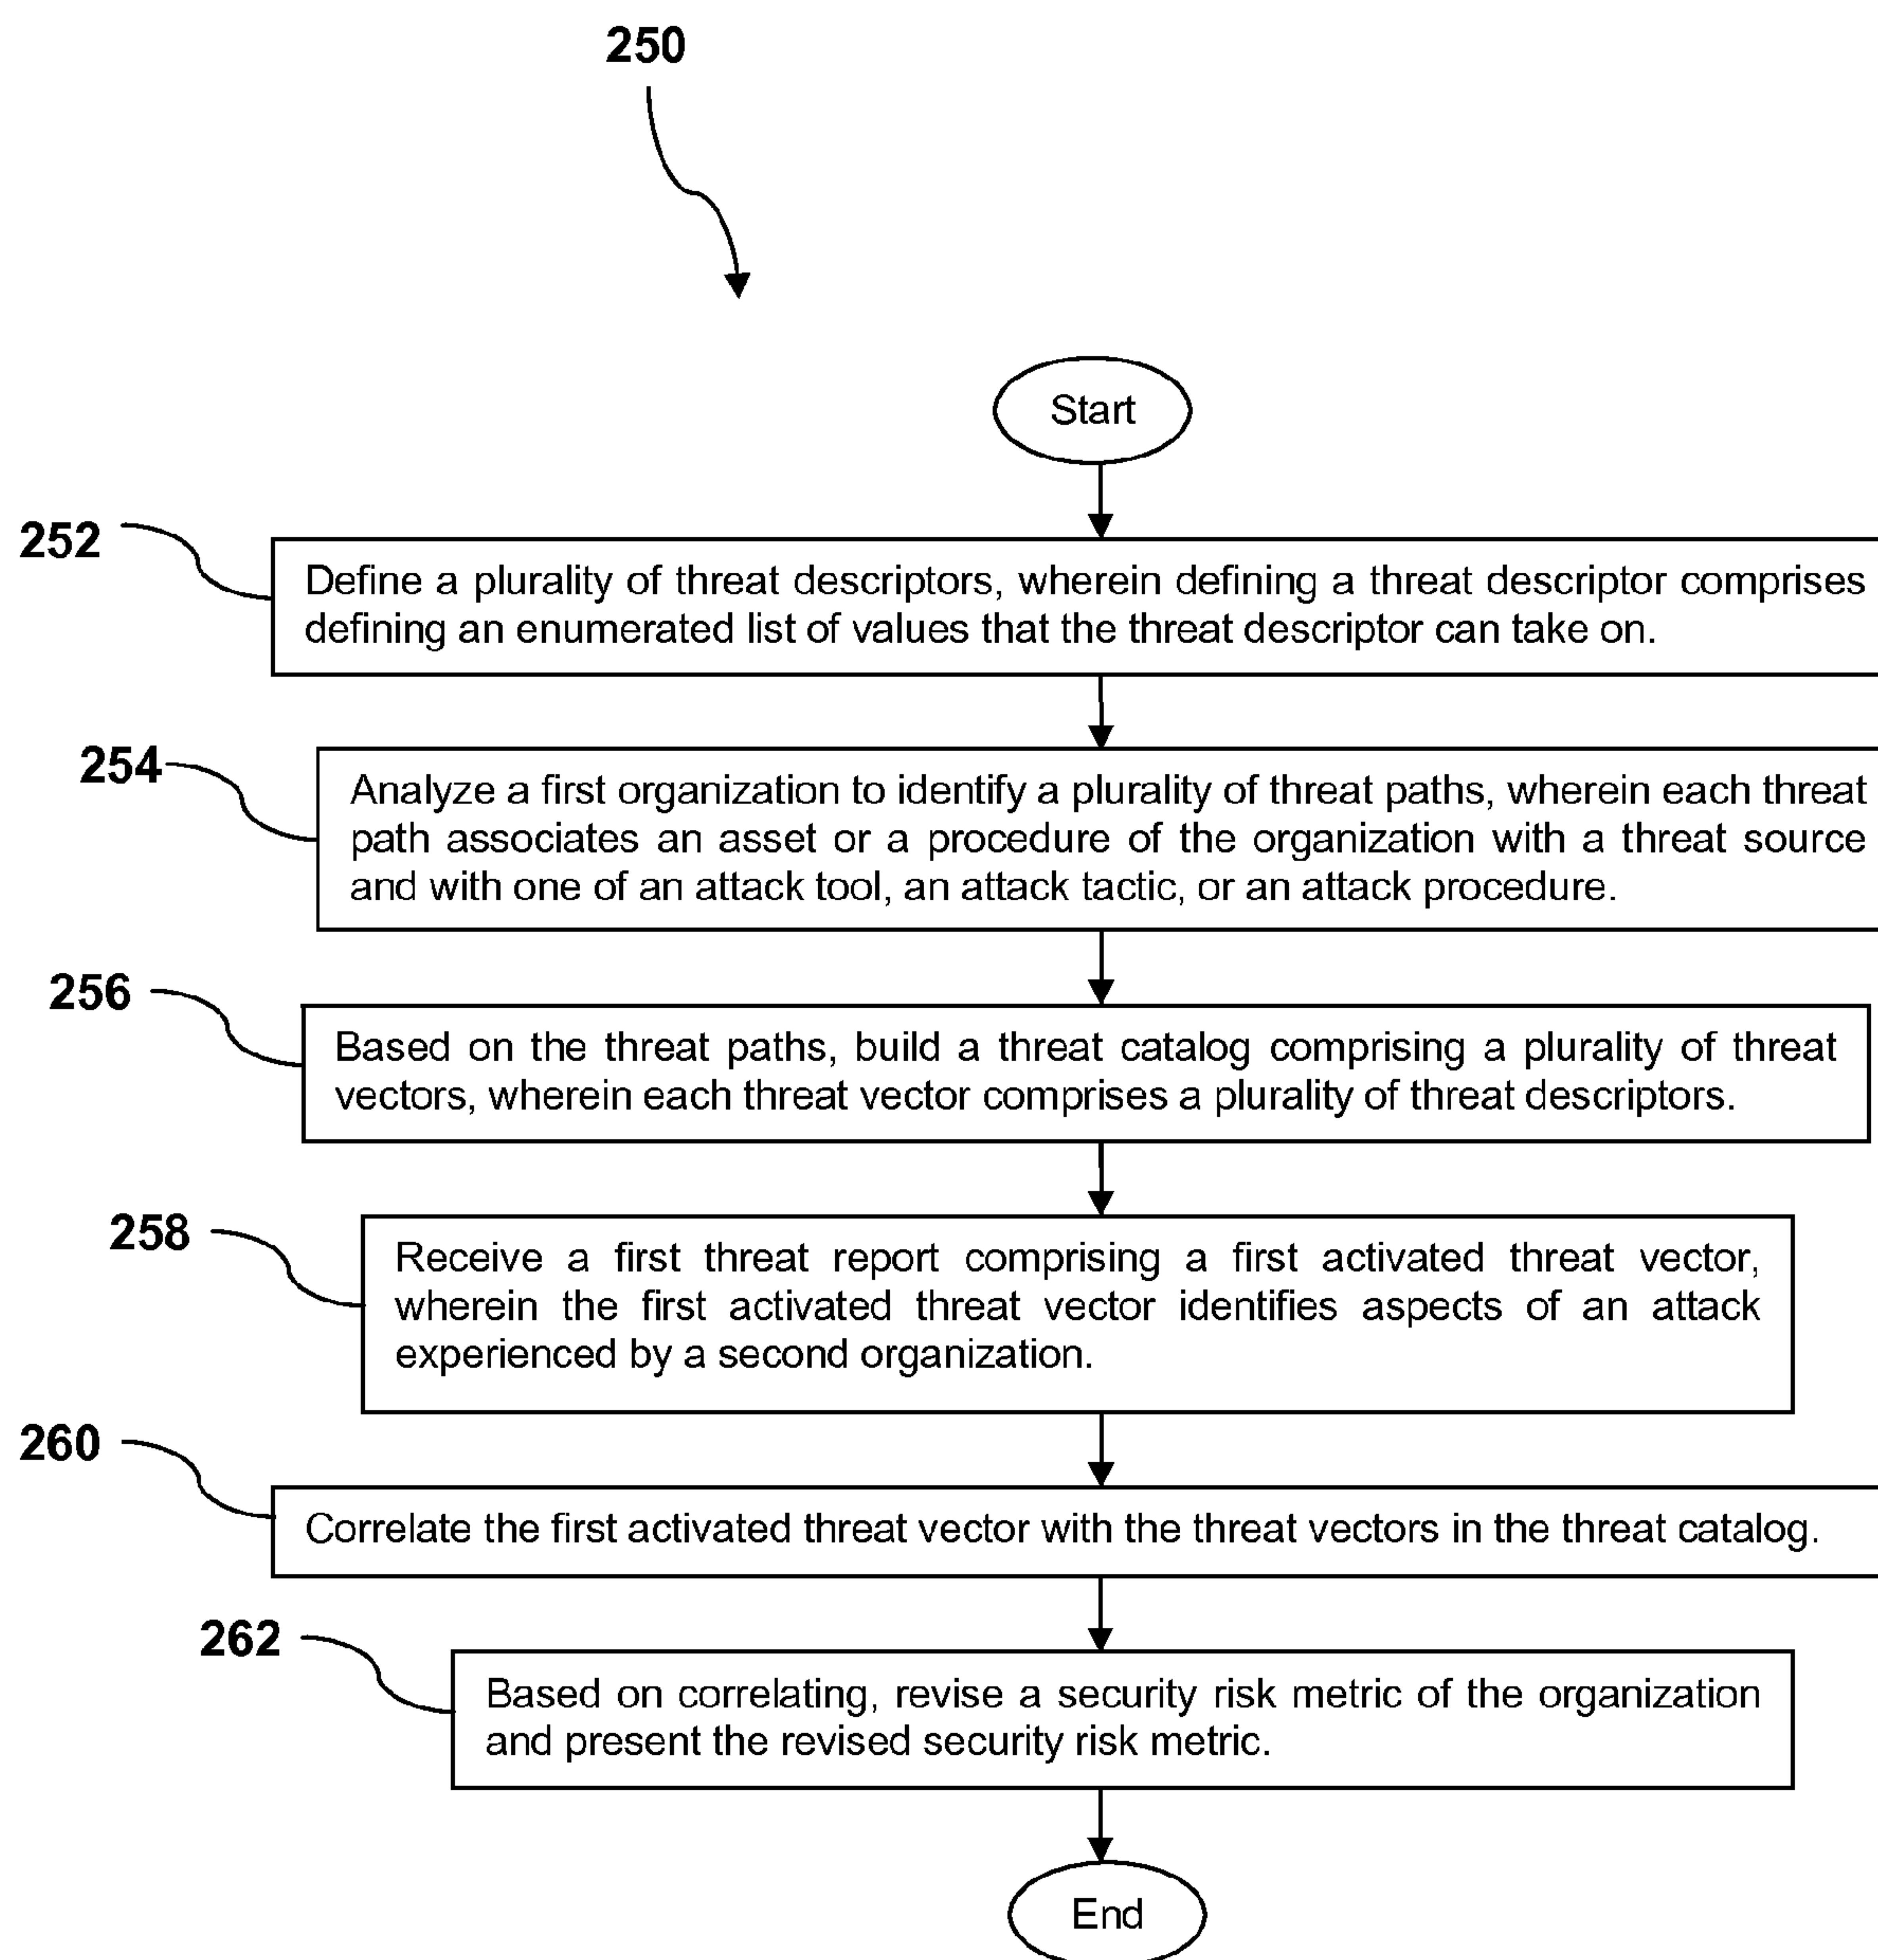 250
Start
252
Define a plurality of threat descriptors, wherein defining a threat descriptor comprises
defining an enumerated list of values that the threat descriptor can take on.
254
Analyze a first organization to identify a plurality of threat paths, wherein each threat
path associates an asset or a procedure of the organization with a threat source
and with one of an attack tool, an attack tactic, or an attack procedure.
256
Based on the threat paths, build a threat catalog comprising a plurality of threat
vectors, wherein each threat vector comprises a plurality of threat descriptors.
258
Receive a first threat report comprising a first activated threat vector,
wherein the first activated threat vector identifies aspects of an attack
experienced by a second organization.
260
Correlate the first activated threat vector with the threat vectors in the threat catalog.
262
Based on correlating, revise a security risk metric of the organization
and present the revised security risk metric.
End